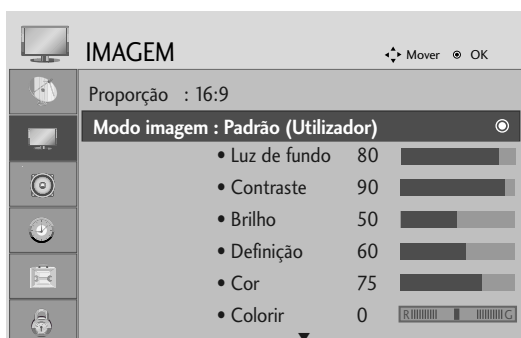 IMAGEM Mover OK
Proporção : 16:9
Modo imagem : Padrão (Utilizador)
• Luz de fundo 80
• Contraste 90
• Brilho 50
• Definição 60
• Cor 75
• Colorir 0 R G